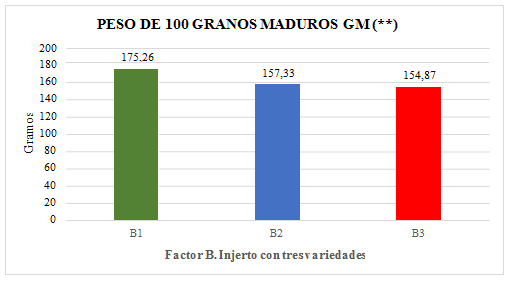 PESO DE 100 GRANOS MADUROS GM (**)
200
180
160
140
120
100
80
60
40
20
0
Gramos
175,26
157,33
154,87
B1
B2
B3
Factor B. Injerto con tres variedades